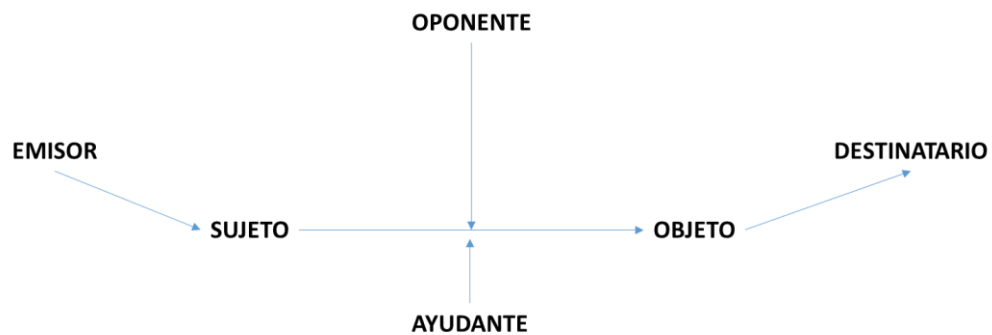 OPONENTE
EMISOR
DESTINATARIO
SUJETO
OBJETO
AYUDANTE